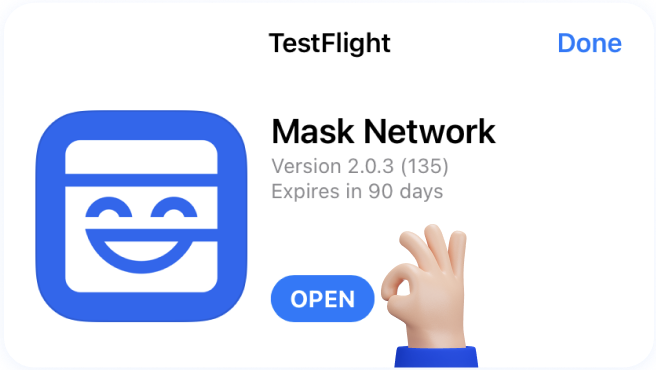 TestFlight
Done
Mask Network
Version 2.0.3 (135)
Expires in 90 days
OPEN